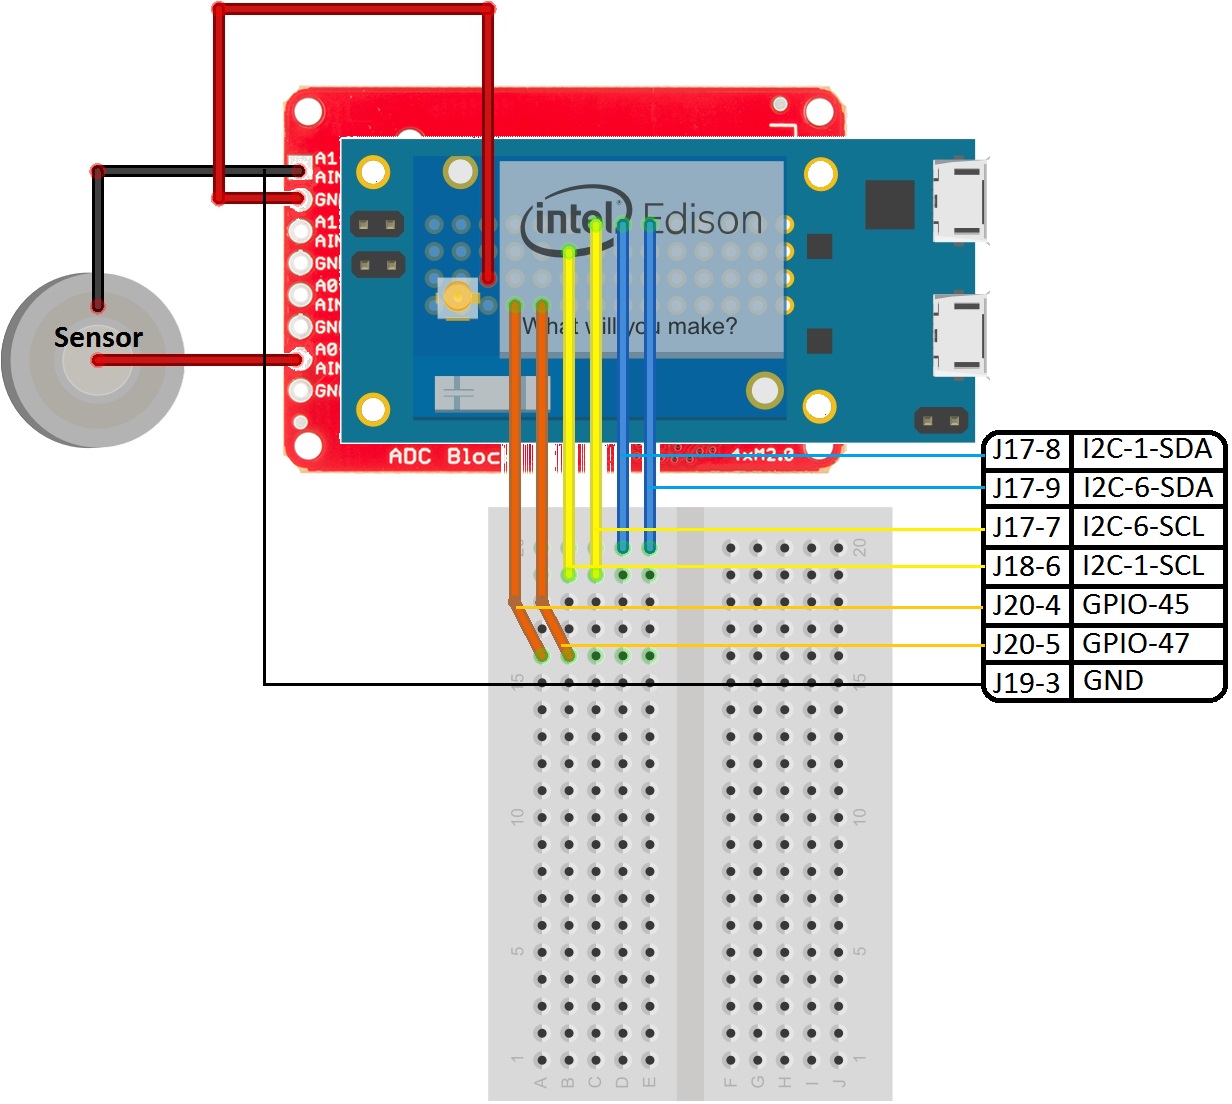 A1
AIN
GND
A1
AIN
GND
A0
AIN
GND
A0
AIN
GND
intel Edison
What will you make?
Sensor
ADC Bloc
4xM2.0
J17-8 I2C-1-SDA
J17-9 I2C-6-SDA
J17-7 I2C-6-SCL
J18-6 I2C-1-SCL
J20-4 GPIO-45
J20-5 GPIO-47
J19-3 GND
20 20
15 15
10 10
5 5
1 1
A B C D E F G H I J